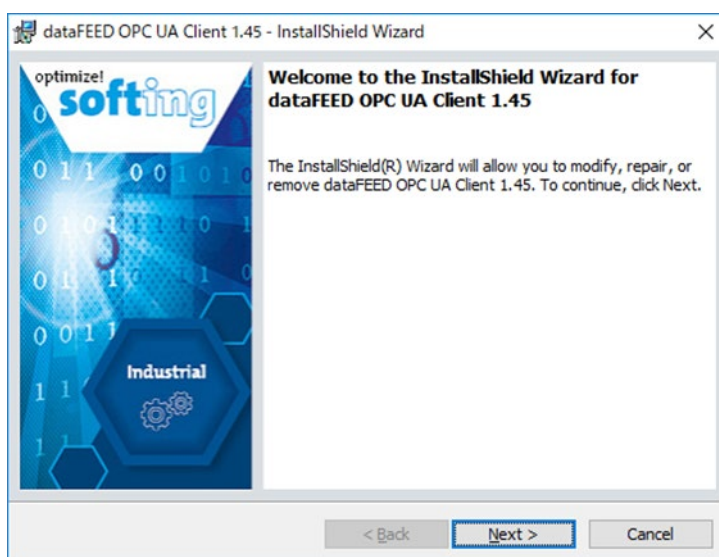 dataFEED OPC UA Client 1.45 - InstallShield Wizard
optimize!
softing
Welcome to the InstallShield Wizard for
dataFEED OPC UA Client 1.45
The InstallShield(R) Wizard will allow you to modify, repair, or
remove dataFEED OPC UA Client 1.45. To continue, click Next.
Industrial
< Back
Next >
Cancel